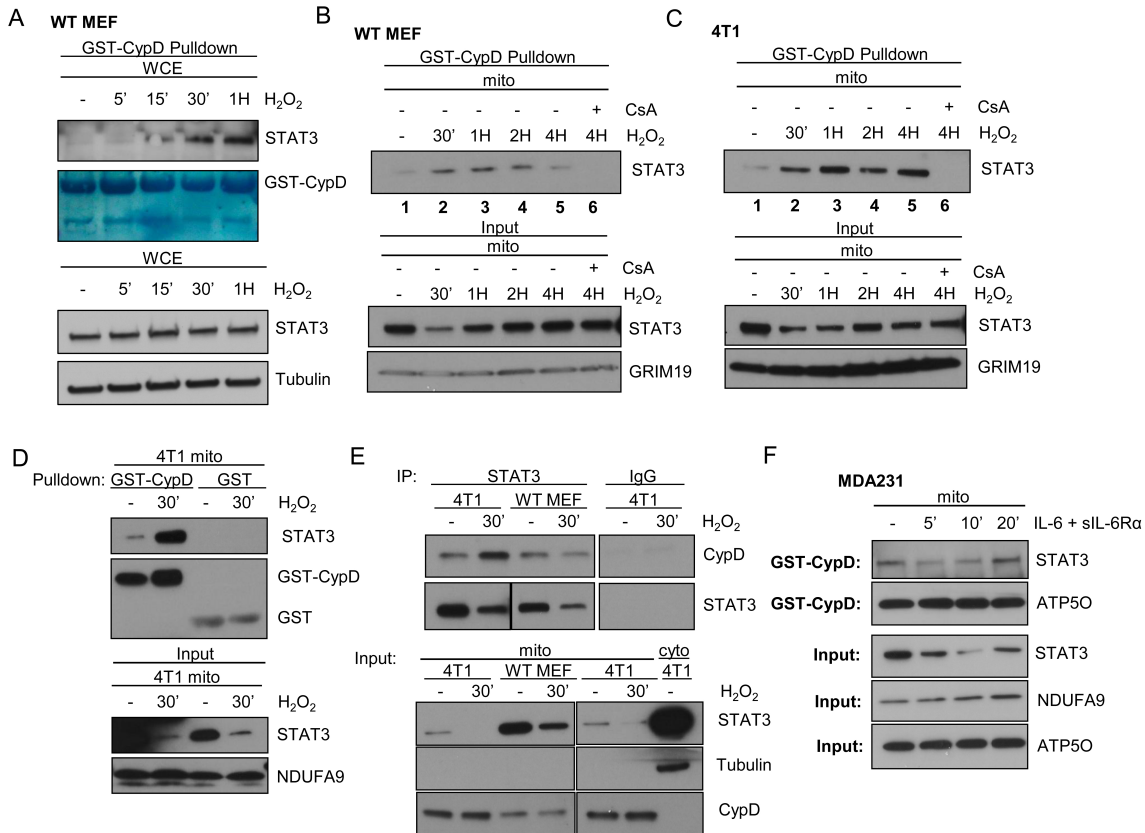 A
WT MEF
GST-CypD Pulldown
WCE
- 5’ 15’ 30’ 1H H₂O₂
STAT3
GST-CypD
WCE
- 5’ 15’ 30’ 1H H₂O₂
STAT3
Tubulin
B
WT MEF
GST-CypD Pulldown
mito
- - - - - + CsA
- 30’ 1H 2H 4H 4H H₂O₂
STAT3
1 2 3 4 5 6
Input
mito
- - - - - + CsA
- 30’ 1H 2H 4H 4H H₂O₂
STAT3
GRIM19
C
4T1
GST-CypD Pulldown
mito
- - - - - + CsA
- 30’ 1H 2H 4H 4H H₂O₂
STAT3
1 2 3 4 5 6
Input
mito
- - - - - + CsA
- 30’ 1H 2H 4H 4H H₂O₂
STAT3
GRIM19
D
4T1 mito
Pulldown: GST-CypD GST
- 30’ - 30’ H₂O₂
STAT3
GST-CypD
GST
Input
4T1 mito
- 30’ - 30’ H₂O₂
STAT3
NDUFA9
E
IP: STAT3 IgG
4T1 WT MEF 4T1
- 30’ - 30’ - 30’ H₂O₂
CypD
STAT3
Input: mito cyto
4T1 WT MEF 4T1 4T1
- 30’ - 30’ - 30’ - H₂O₂
STAT3
Tubulin
CypD
F
MDA231
mito
- 5’ 10’ 20’ IL-6 + sIL-6Rα
GST-CypD: STAT3
GST-CypD: ATP5O
Input: STAT3
Input: NDUFA9
Input: ATP5O